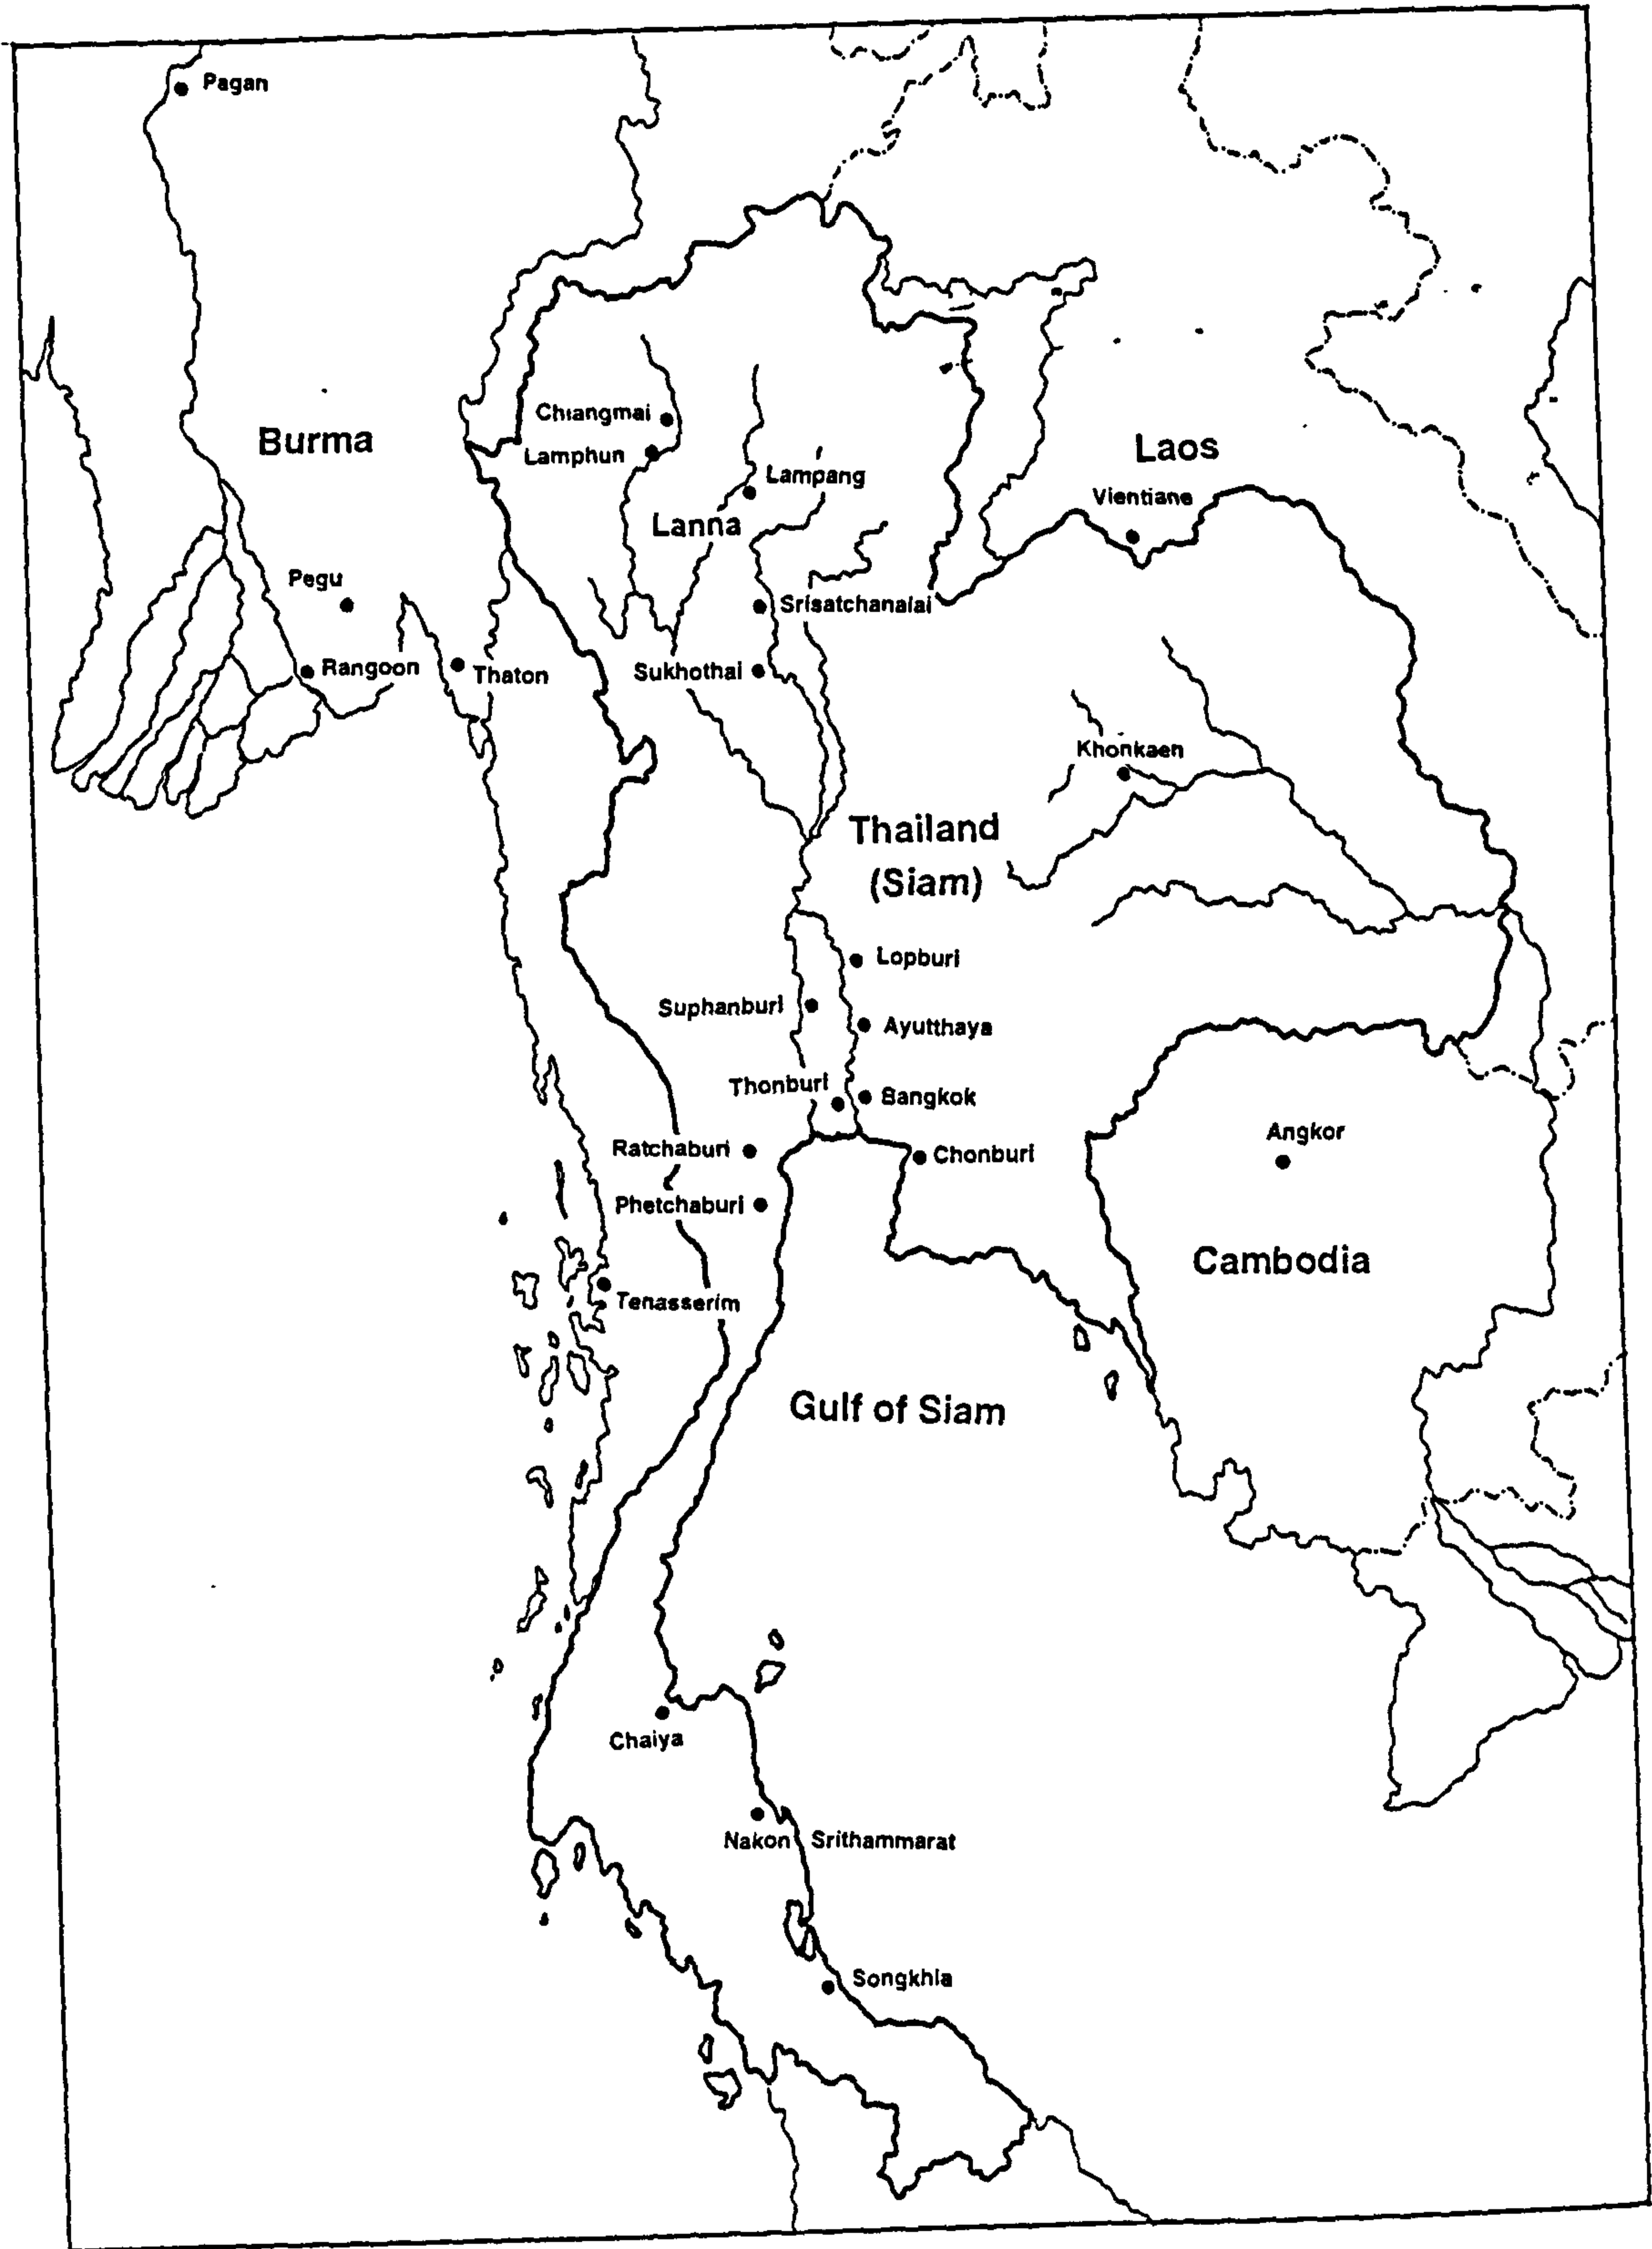 Pagan
Chiangmai
Burma
Lamphun
Laos
Lampang
Vientiane
Lanna
Pegu
Srisatchanalai
Rangoon
Thaton
Sukhothai
Khonkaen
Thailand
(Siam)
Lopburi
Suphanburi
Ayutthaya
Thonburi
Bangkok
Angkor
Ratchaburi
Chonburi
Phetchaburi
Cambodia
Tenasserim
Gulf of Siam
Chaiya
Nakon Srithammarat
Songkhla